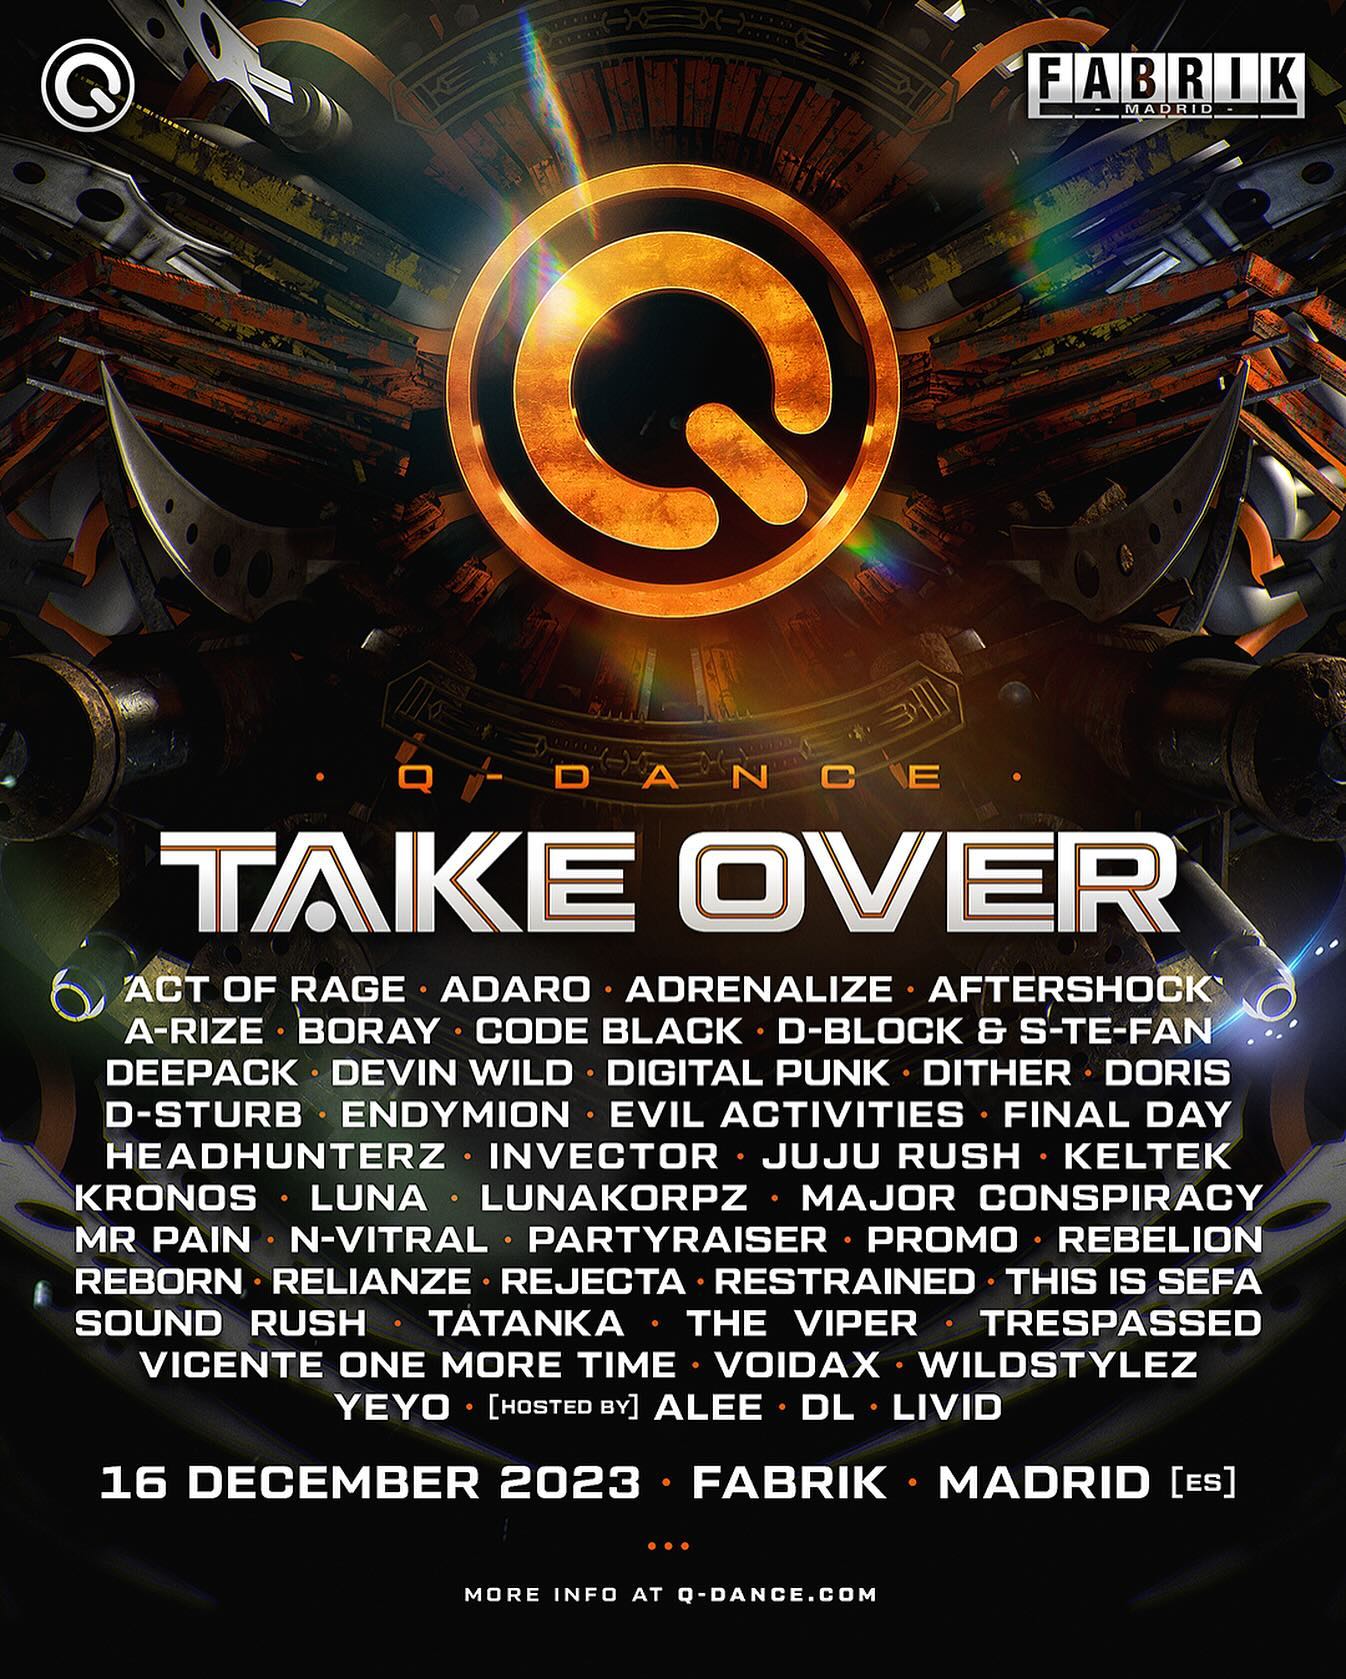 FABRIK
- MADRID -
· Q-DANCE ·
TAKE OVER
ACT OF RAGE · ADARO · ADRENALIZE · AFTERSHOCK
A-RIZE · BORAY · CODE BLACK · D-BLOCK & S-TE-FAN
DEEPACK · DEVIN WILD · DIGITAL PUNK · DITHER · DORIS
D-STURB · ENDYMION · EVIL ACTIVITIES · FINAL DAY
HEADHUNTERZ · INVECTOR · JUJU RUSH · KELTEK
KRONOS · LUNA · LUNAKORPZ · MAJOR CONSPIRACY
MR PAIN · N-VITRAL · PARTYRAISER · PROMO · REBELION
REBORN · RELIANZE · REJECTA · RESTRAINED · THIS IS SEFA
SOUND RUSH · TATANKA · THE VIPER · TRESPASSED
VICENTE ONE MORE TIME · VOIDAX · WILDSTYLEZ
YEYO · [HOSTED BY] ALEE · DL · LIVID
16 DECEMBER 2023 · FABRIK · MADRID [ES]
•••
MORE INFO AT Q-DANCE.COM